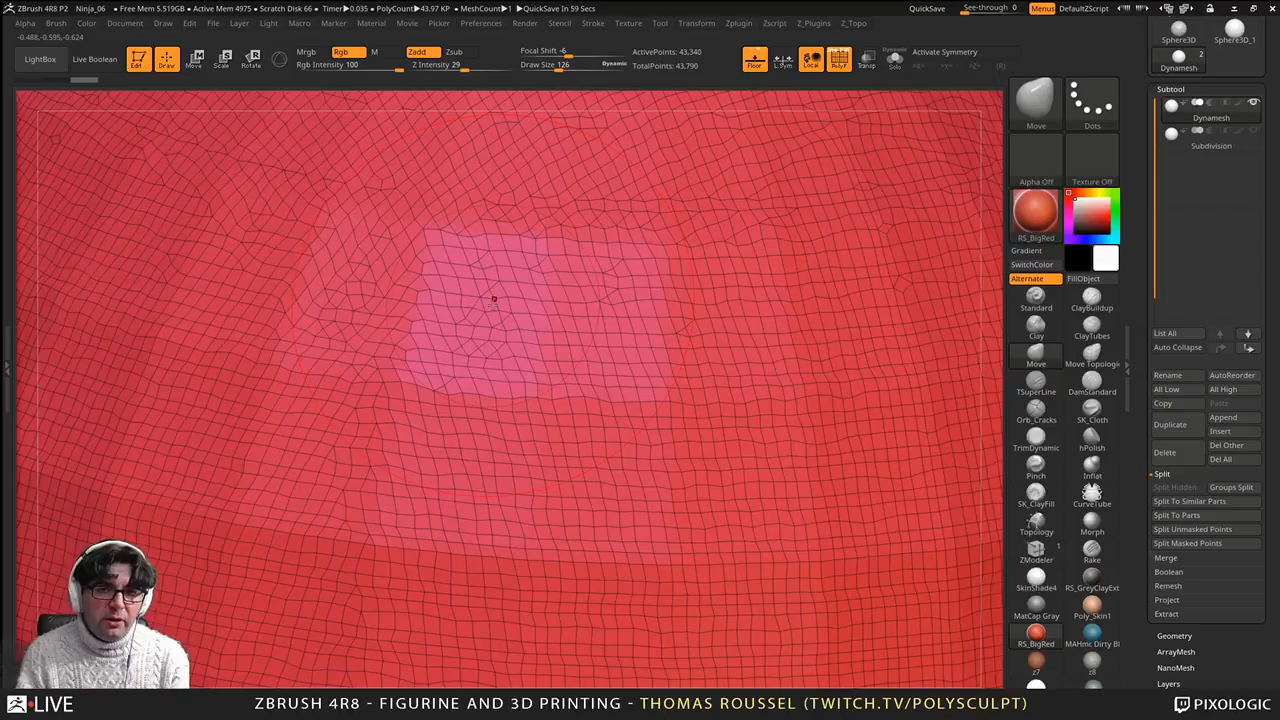 ZBrush 4R8 P2 Ninja_06 • Free Mem 5.519GB • Active Mem 4975 • Scratch Disk 66 • Timer▶0.035 • PolyCount▶43.97 KP • MeshCount▶1 ▶QuickSave In 59 Secs
QuickSave See-through 0 Menus DefaultZScript
Alpha Brush Color Document Draw Edit File Layer Light Macro Marker Material Movie Picker Preferences Render Stencil Stroke Texture Tool Transform Zplugin Zscript Z_Plugins Z_Topo
-0.488,-0.595,-0.624
LightBox Live Boolean Edit Draw Move Scale Rotate
Mrgb Rgb M
Rgb Intensity 100
Zadd Zsub
Z Intensity 29
Focal Shift -6
Draw Size 126 Dynamic
ActivePoints: 43,340
TotalPoints: 43,790
Floor L.Sym Local PolyF Transp
Dynamic
Solo
Activate Symmetry
(R)
Move Dots
Alpha Off Texture Off
RS_BigRed
Gradient
SwitchColor
Alternate FillObject
Standard ClayBuildup
Clay ClayTubes
Move Move Topologic
TSuperLine DamStandard
Orb_Cracks SK_Cloth
TrimDynamic hPolish
Pinch Inflat
SK_ClayFill CurveTube
Topology Morph
1
ZModeler Rake
SkinShade4 RS_GreyClayExt
MatCap Gray Poly_Skin1
RS_BigRed MAHmc Dirty Bl
z7 z8
Sphere3D Sphere3D_1
2
Dynamesh
Subtool
Dynamesh
Subdivision
List All
Auto Collapse
Rename AutoReorder
All Low All High
Copy Paste
Duplicate
Append
Insert
Delete
Del Other
Del All
Split
Split Hidden Groups Split
Split To Similar Parts
Split To Parts
Split Unmasked Points
Split Masked Points
Merge
Boolean
Remesh
Project
Extract
Geometry
ArrayMesh
NanoMesh
Layers
LIVE
ZBRUSH 4R8 - FIGURINE AND 3D PRINTING - THOMAS ROUSSEL (TWITCH.TV/POLYSCULPT)
PIXOLOGIC